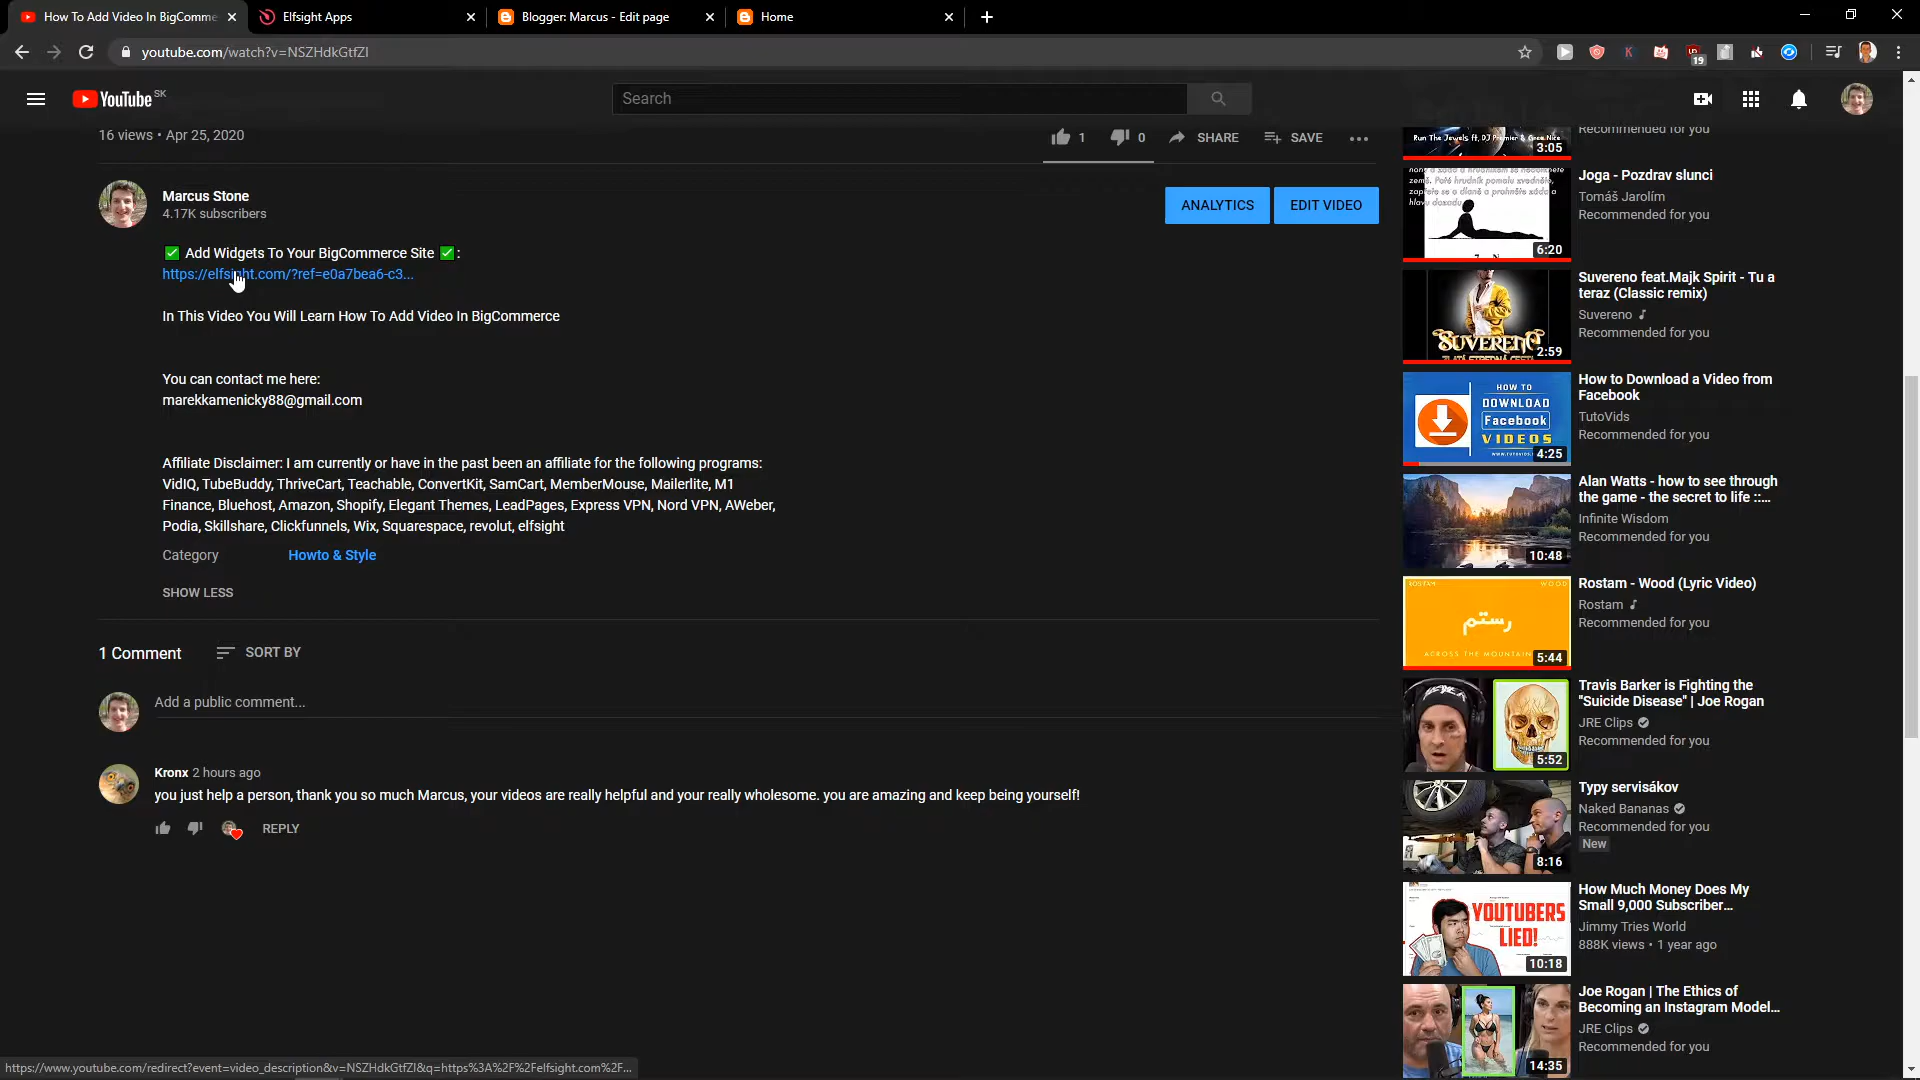 How To Add Video In BigComme
Elfsight Apps
Blogger: Marcus - Edit page
Home
youtube.com/watch?v=NSZHdkGtfZI
19
YouTube SK
Search
16 views • Apr 25, 2020
1
0
SHARE
SAVE
Marcus Stone
4.17K subscribers
ANALYTICS
EDIT VIDEO
✅ Add Widgets To Your BigCommerce Site ✅:
https://elfsight.com/?ref=e0a7bea6-c3...
In This Video You Will Learn How To Add Video In BigCommerce
You can contact me here:
marekkamenicky88@gmail.com
Affiliate Disclaimer: I am currently or have in the past been an affiliate for the following programs:
VidIQ, TubeBuddy, ThriveCart, Teachable, ConvertKit, SamCart, MemberMouse, Mailerlite, M1
Finance, Bluehost, Amazon, Shopify, Elegant Themes, LeadPages, Express VPN, Nord VPN, AWeber,
Podia, Skillshare, Clickfunnels, Wix, Squarespace, revolut, elfsight
Category
Howto & Style
SHOW LESS
1 Comment
SORT BY
Add a public comment...
Kronx 2 hours ago
you just help a person, thank you so much Marcus, your videos are really helpful and your really wholesome. you are amazing and keep being yourself!
REPLY
Run The Jewels ft. DJ Premier & Greg Nice
3:05
Recommended for you
6:20
Joga - Pozdrav slunci
Tomáš Jarolím
Recommended for you
SUVERENO
ZLATÁ STREDNÁ CESTA
2:59
Suvereno feat.Majk Spirit - Tu a
teraz (Classic remix)
Suvereno
Recommended for you
HOW TO
DOWNLOAD
Facebook
VIDEOS
4:25
How to Download a Video from
Facebook
TutoVids
Recommended for you
10:48
Alan Watts - how to see through
the game - the secret to life ::...
Infinite Wisdom
Recommended for you
ROSTAM
WOOD
رستم
5:44
Rostam - Wood (Lyric Video)
Rostam
Recommended for you
5:52
Travis Barker is Fighting the
"Suicide Disease" | Joe Rogan
JRE Clips
Recommended for you
8:16
Typy servisákov
Naked Bananas
Recommended for you
New
YOUTUBERS
LIED!
10:18
How Much Money Does My
Small 9,000 Subscriber...
Jimmy Tries World
888K views • 1 year ago
14:35
Joe Rogan | The Ethics of
Becoming an Instagram Model...
JRE Clips
Recommended for you
https://www.youtube.com/redirect?event=video_description&v=NSZHdkGtfZI&q=https%3A%2F%2Felfsight.com%2F...